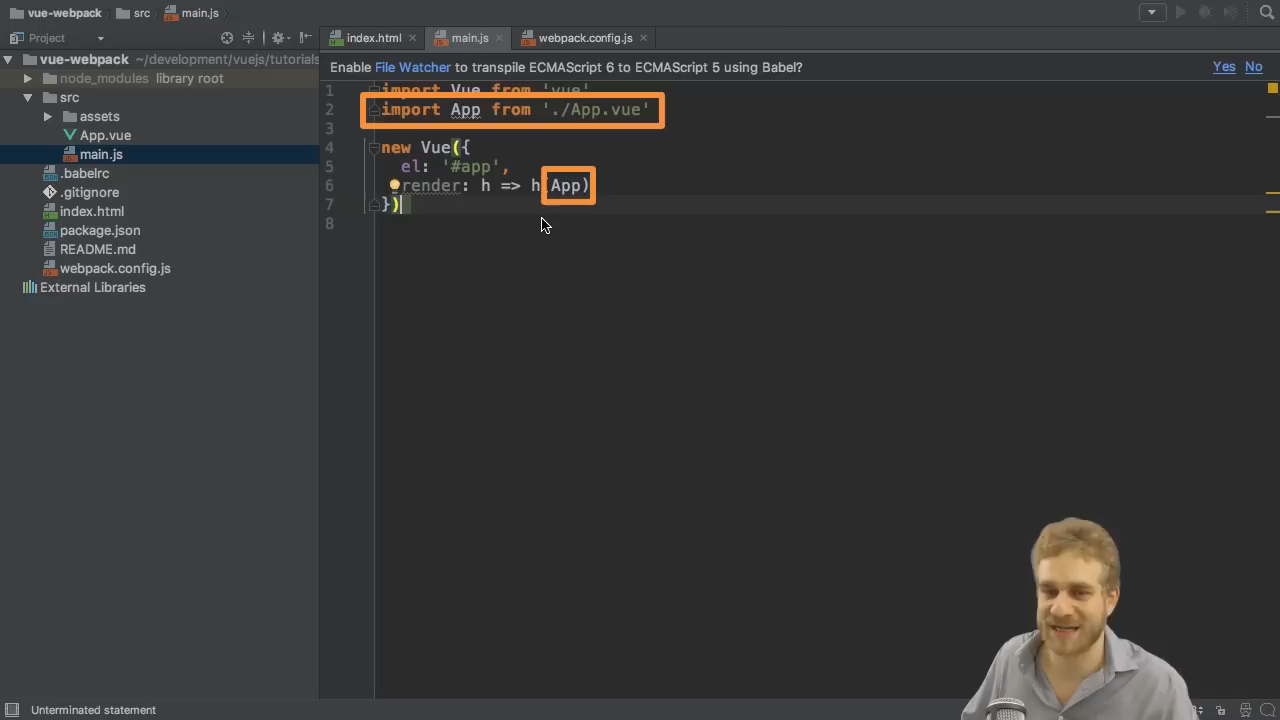 vue-webpack src main.js
Project
index.html main.js webpack.config.js
vue-webpack ~/development/vuejs/tutorials
node_modules library root
src
assets
App.vue
main.js
.babelrc
.gitignore
index.html
package.json
README.md
webpack.config.js
External Libraries
Enable File Watcher to transpile ECMAScript 6 to ECMAScript 5 using Babel? Yes No
1 import Vue from 'vue'
2 import App from './App.vue'
3
4 new Vue({
5 el: '#app',
6 render: h => h(App)
7 })
8
Unterminated statement